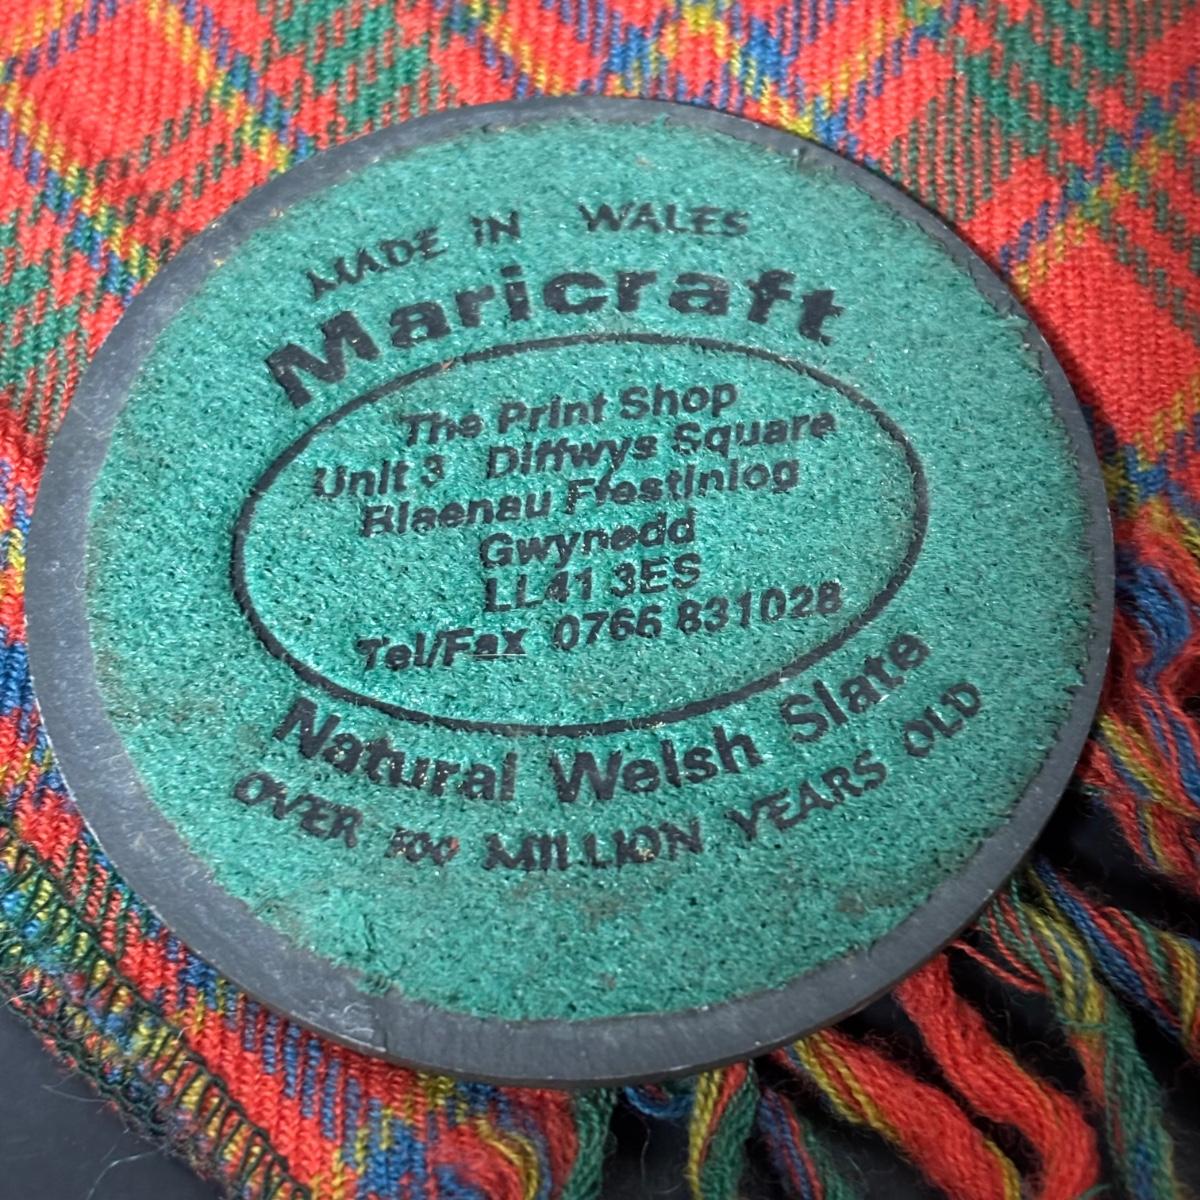 MADE IN WALES
Maricraft
The Print Shop
Unit 3 Diffwys Square
Blaenau Ffestiniog
Gwynedd
LL41 3ES
Tel/Fax 0766 831028
Natural Welsh Slate
OVER 500 MILLION YEARS OLD